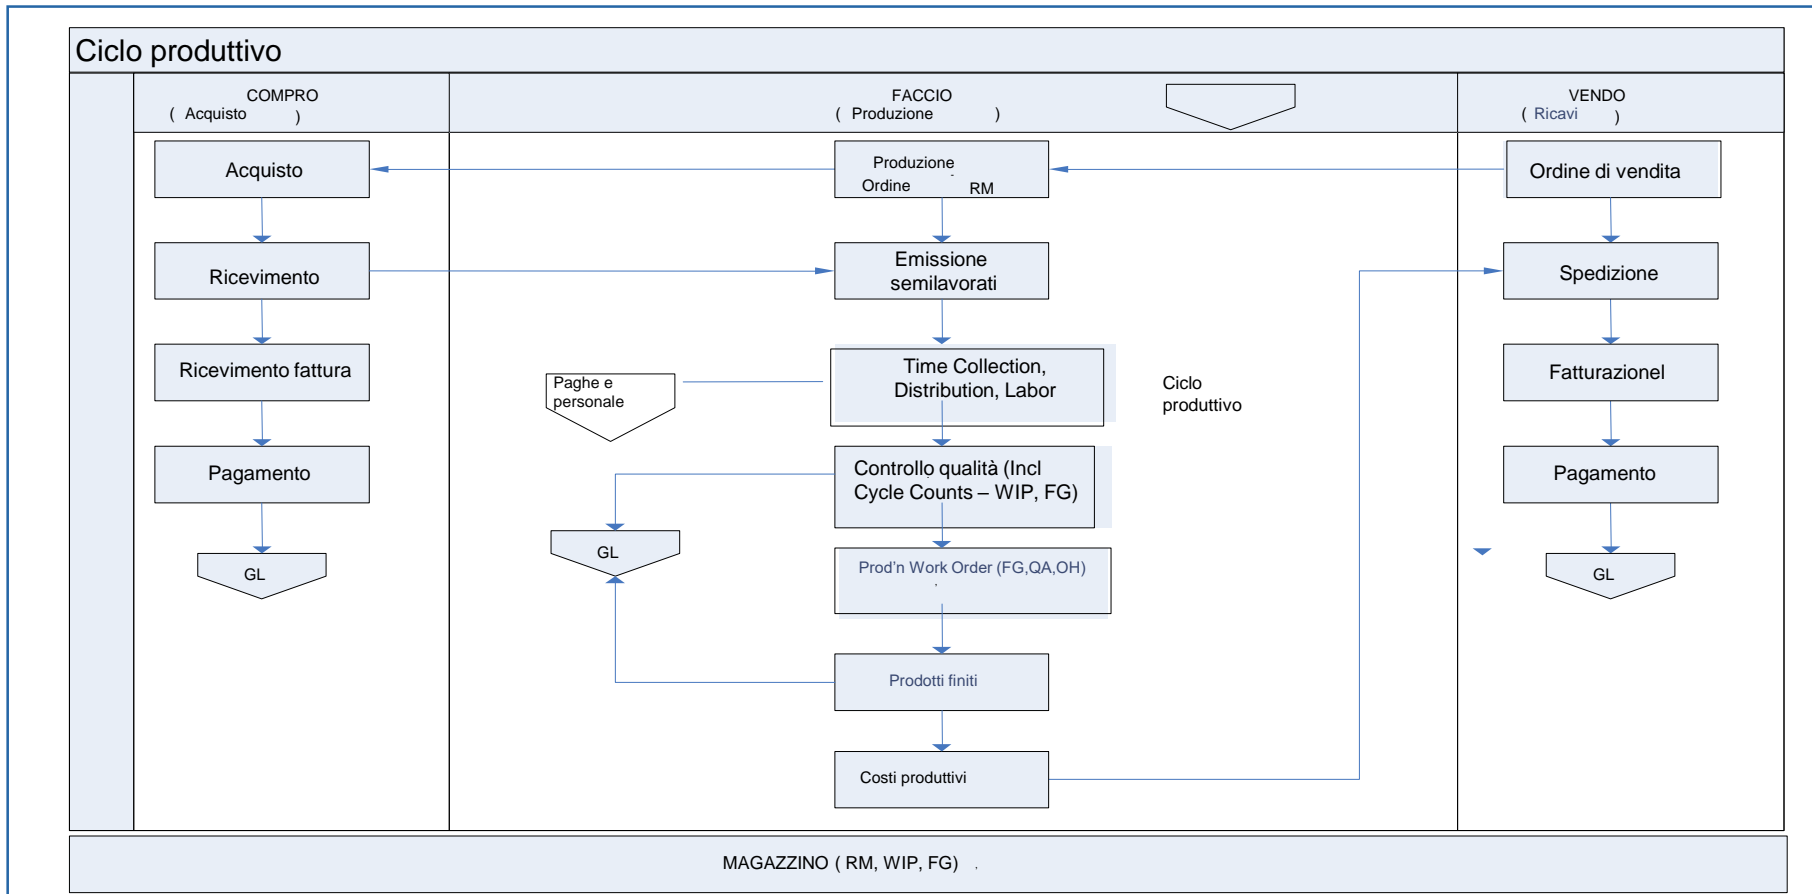 Ciclo produttivo
COMPRO
( Acquisto )
FACCIO
( Produzione )
VENDO
( Ricavi )
Acquisto
Ricevimento
Ricevimento fattura
Pagamento
GL
Produzione
Ordine RM
Emissione
semilavorati
Time Collection,
Distribution, Labor
Paghe e
personale
Ciclo
produttivo
Controllo qualità (Incl
Cycle Counts – WIP, FG)
GL
Prod'n Work Order (FG,QA,OH)
Prodotti finiti
Costi produttivi
Ordine di vendita
Spedizione
Fatturazionel
Pagamento
GL
MAGAZZINO ( RM, WIP, FG)